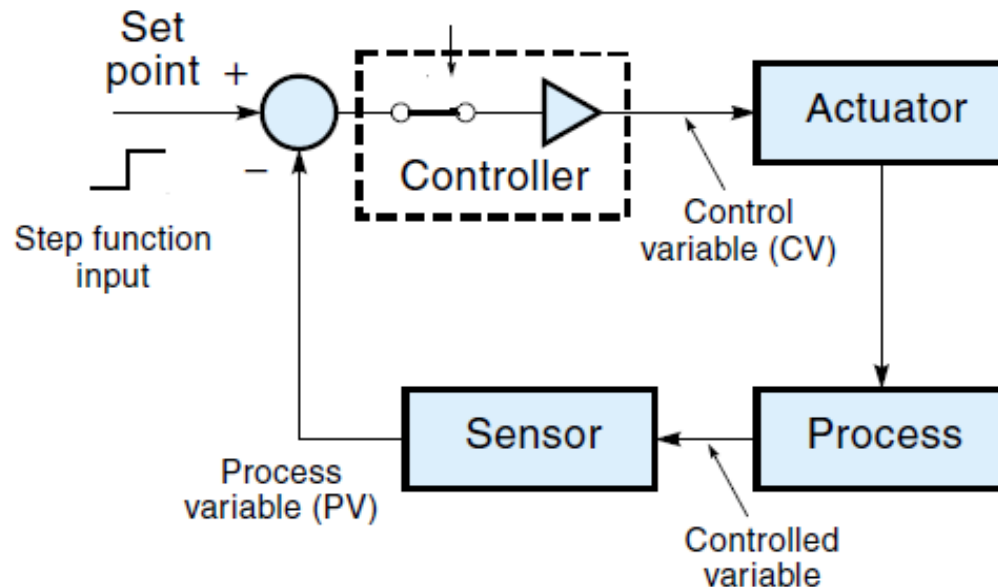 Set
point
+
−
Step function
input
Controller
Control
variable (CV)
Actuator
Process
Sensor
Process
variable (PV)
Controlled
variable